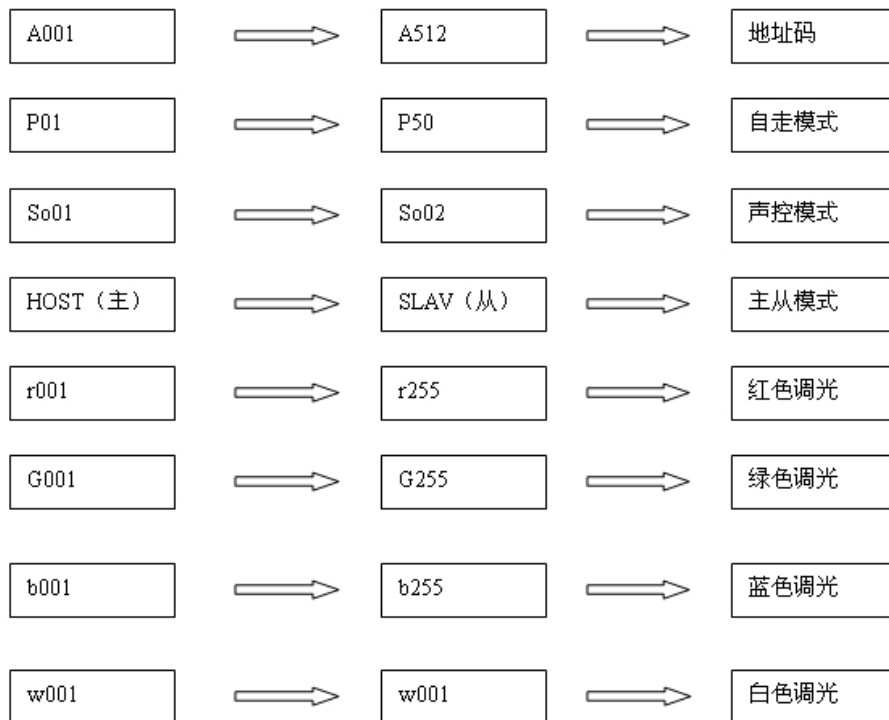 A001 A512 地址码
P01 P50 自走模式
So01 So02 声控模式
HOST（主） SLAV（从） 主从模式
r001 r255 红色调光
G001 G255 绿色调光
b001 b255 蓝色调光
w001 w001 白色调光